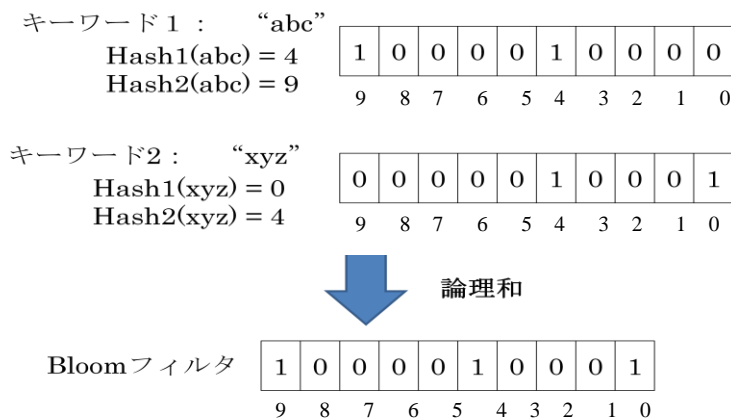 キーワード1： “abc”
Hash1(abc) = 4
Hash2(abc) = 9
1 0 0 0 0 1 0 0 0 0
9 8 7 6 5 4 3 2 1 0
キーワード2： “xyz”
Hash1(xyz) = 0
Hash2(xyz) = 4
0 0 0 0 0 1 0 0 0 1
9 8 7 6 5 4 3 2 1 0
論理和
Bloomフィルタ
1 0 0 0 0 1 0 0 0 1
9 8 7 6 5 4 3 2 1 0